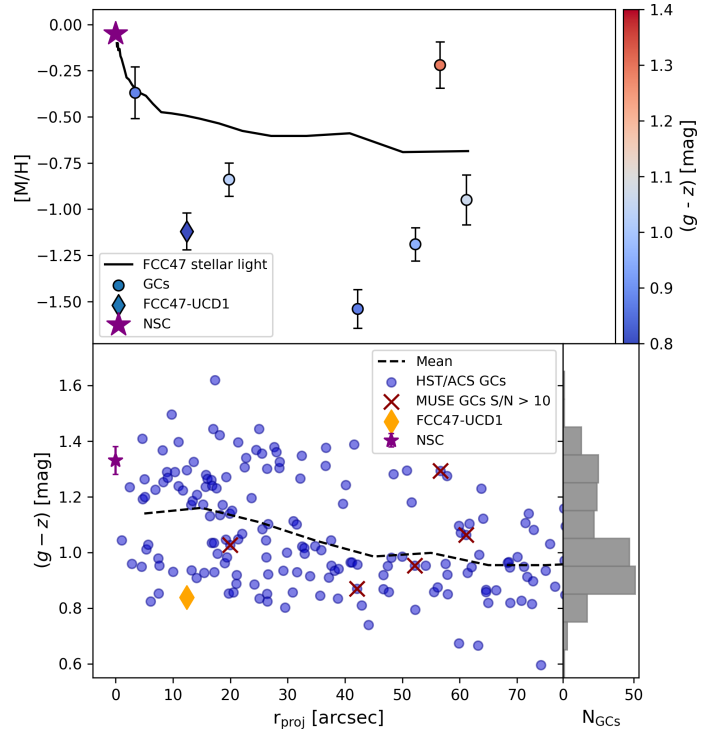 0.00
−0.25
−0.50
−0.75
−1.00
−1.25
−1.50
[M/H]
FCC47 stellar light
GCs
FCC47-UCD1
NSC
1.4
1.3
1.2
1.1
1.0
0.9
0.8
(g - z) [mag]
1.6
1.4
1.2
1.0
0.8
0.6
(g − z) [mag]
Mean
HST/ACS GCs
MUSE GCs S/N > 10
FCC47-UCD1
NSC
0 10 20 30 40 50 60 70
r_proj [arcsec]
0 50
N_GCs